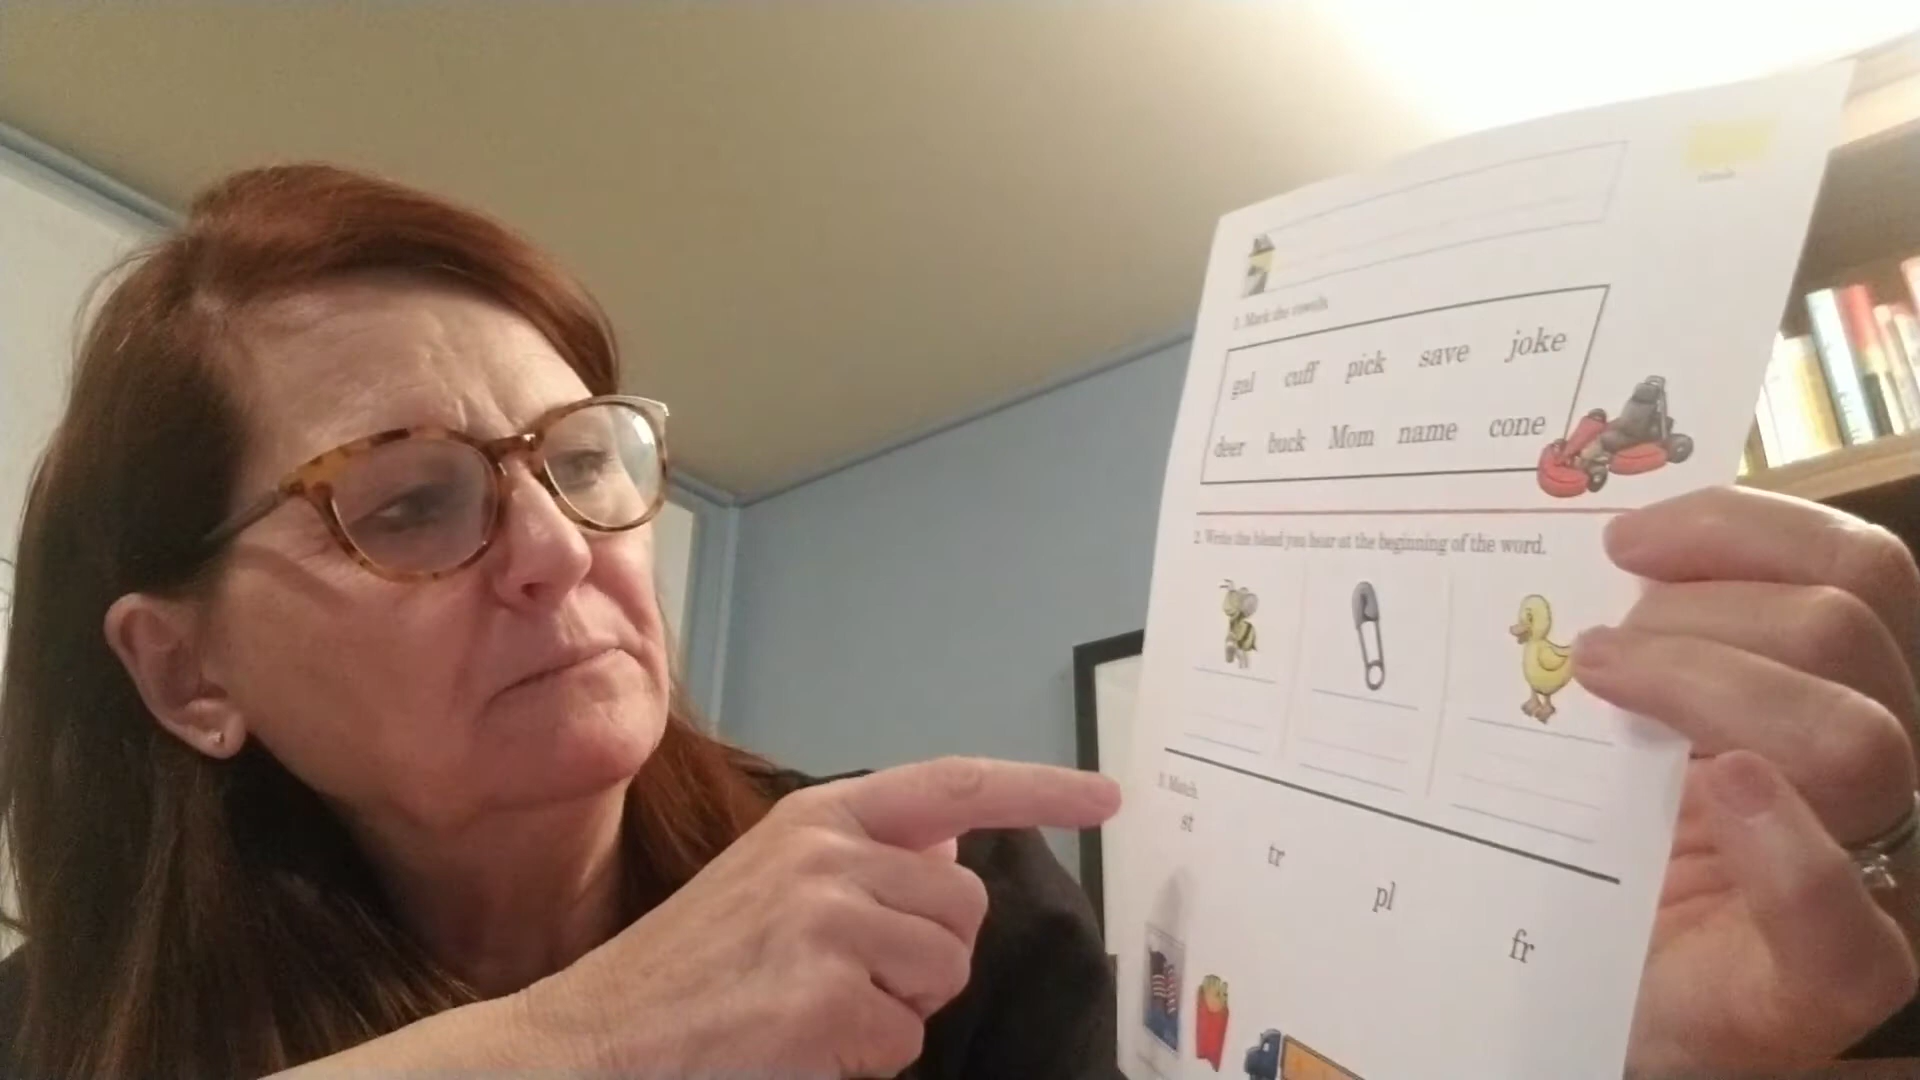 1. Mark the vowels.
gal cuff pick save joke
deer buck Mom name cone
2. Write the blend you hear at the beginning of the word.
3. Match
st tr pl fr